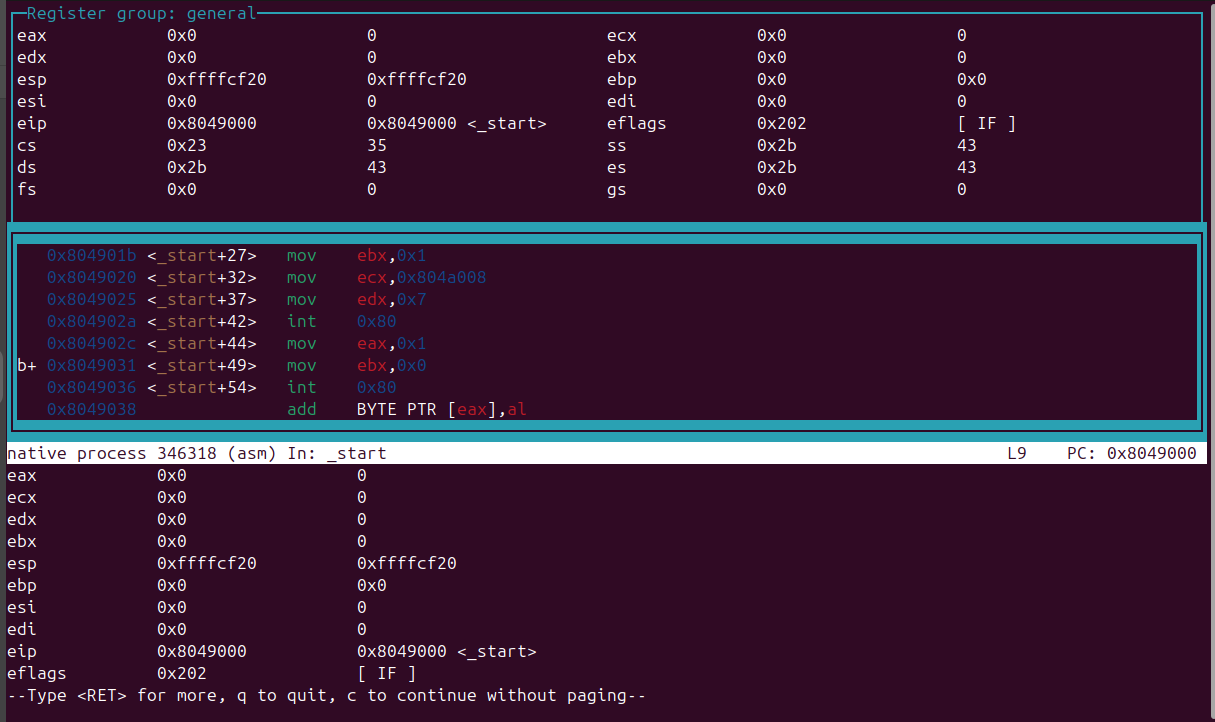 Register group: general
eax 0x0 0 ecx 0x0 0
edx 0x0 0 ebx 0x0 0
esp 0xffffcf20 0xffffcf20 ebp 0x0 0x0
esi 0x0 0 edi 0x0 0
eip 0x8049000 0x8049000 <_start> eflags 0x202 [ IF ]
cs 0x23 35 ss 0x2b 43
ds 0x2b 43 es 0x2b 43
fs 0x0 0 gs 0x0 0
0x804901b <_start+27> mov ebx,0x1
0x8049020 <_start+32> mov ecx,0x804a008
0x8049025 <_start+37> mov edx,0x7
0x804902a <_start+42> int 0x80
0x804902c <_start+44> mov eax,0x1
b+ 0x8049031 <_start+49> mov ebx,0x0
0x8049036 <_start+54> int 0x80
0x8049038 add BYTE PTR [eax],al
native process 346318 (asm) In: _start L9 PC: 0x8049000
eax 0x0 0
ecx 0x0 0
edx 0x0 0
ebx 0x0 0
esp 0xffffcf20 0xffffcf20
ebp 0x0 0x0
esi 0x0 0
edi 0x0 0
eip 0x8049000 0x8049000 <_start>
eflags 0x202 [ IF ]
--Type <RET> for more, q to quit, c to continue without paging--